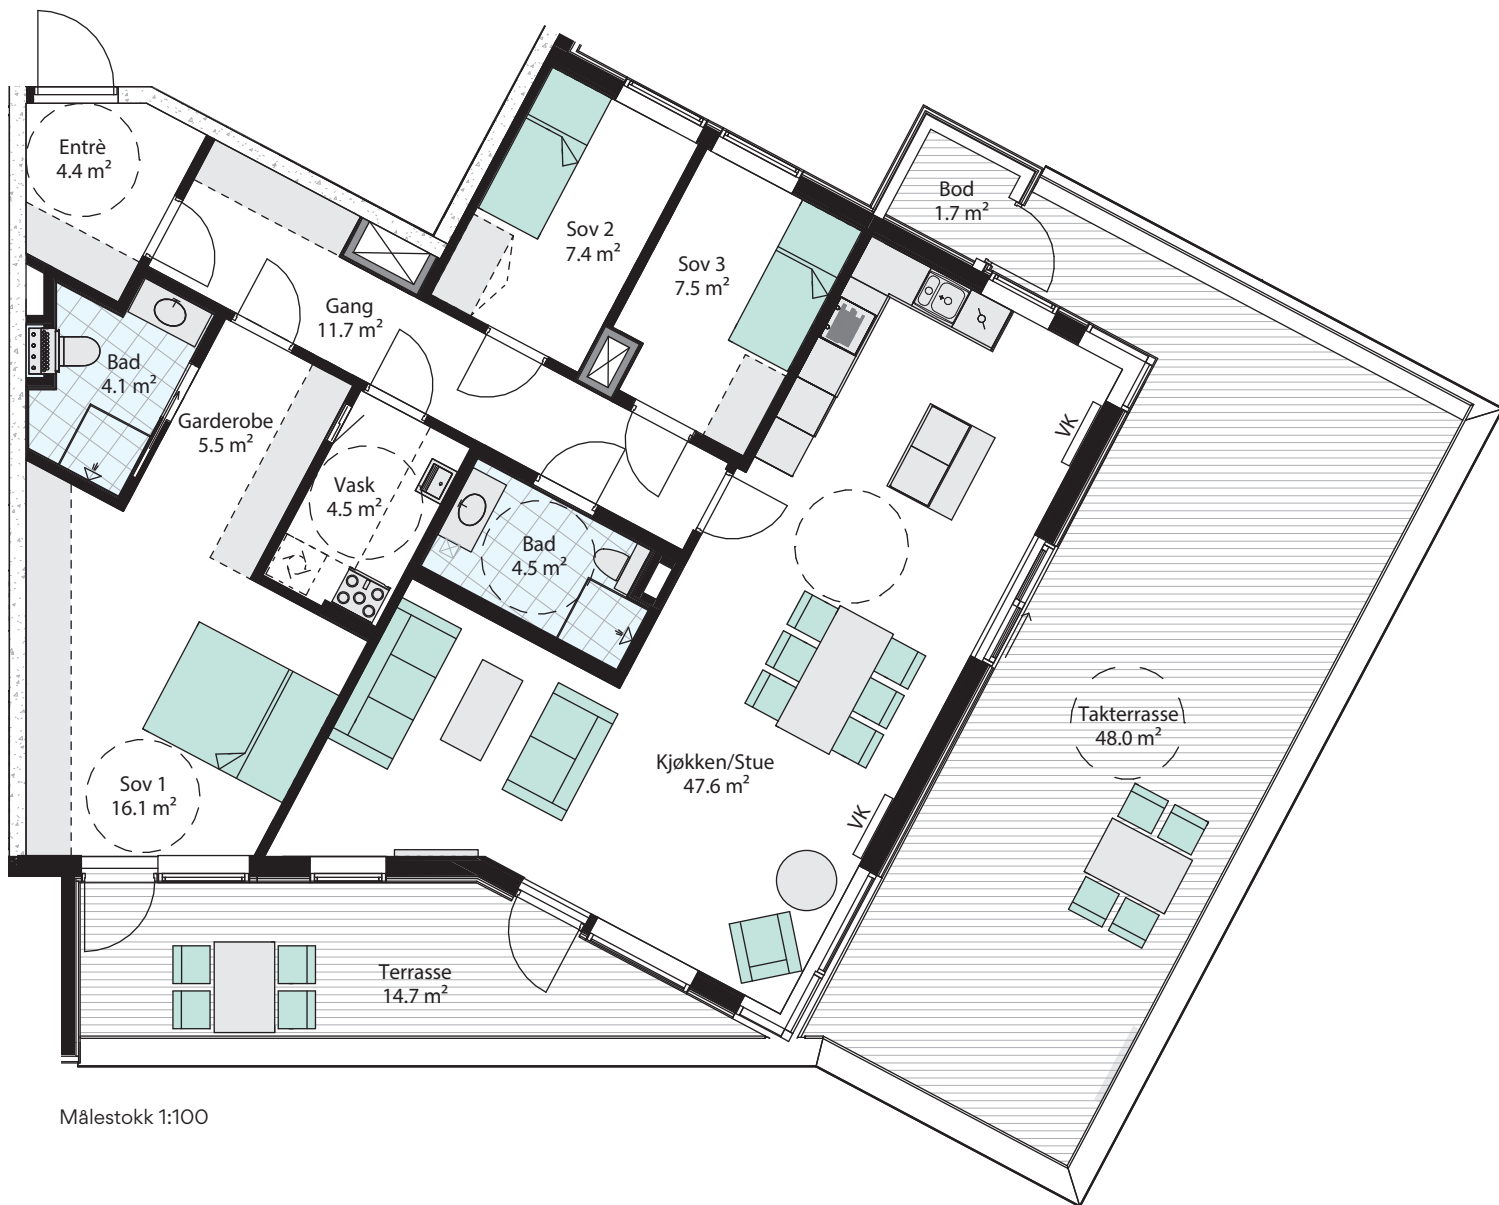 Entrè
4.4 m²
Sov 2
7.4 m²
Sov 3
7.5 m²
Bod
1.7 m²
Gang
11.7 m²
Bad
4.1 m²
Garderobe
5.5 m²
VK
Vask
4.5 m²
Bad
4.5 m²
Takterrasse
48.0 m²
Kjøkken/Stue
47.6 m²
Sov 1
16.1 m²
VK
Terrasse
14.7 m²
Målestokk 1:100